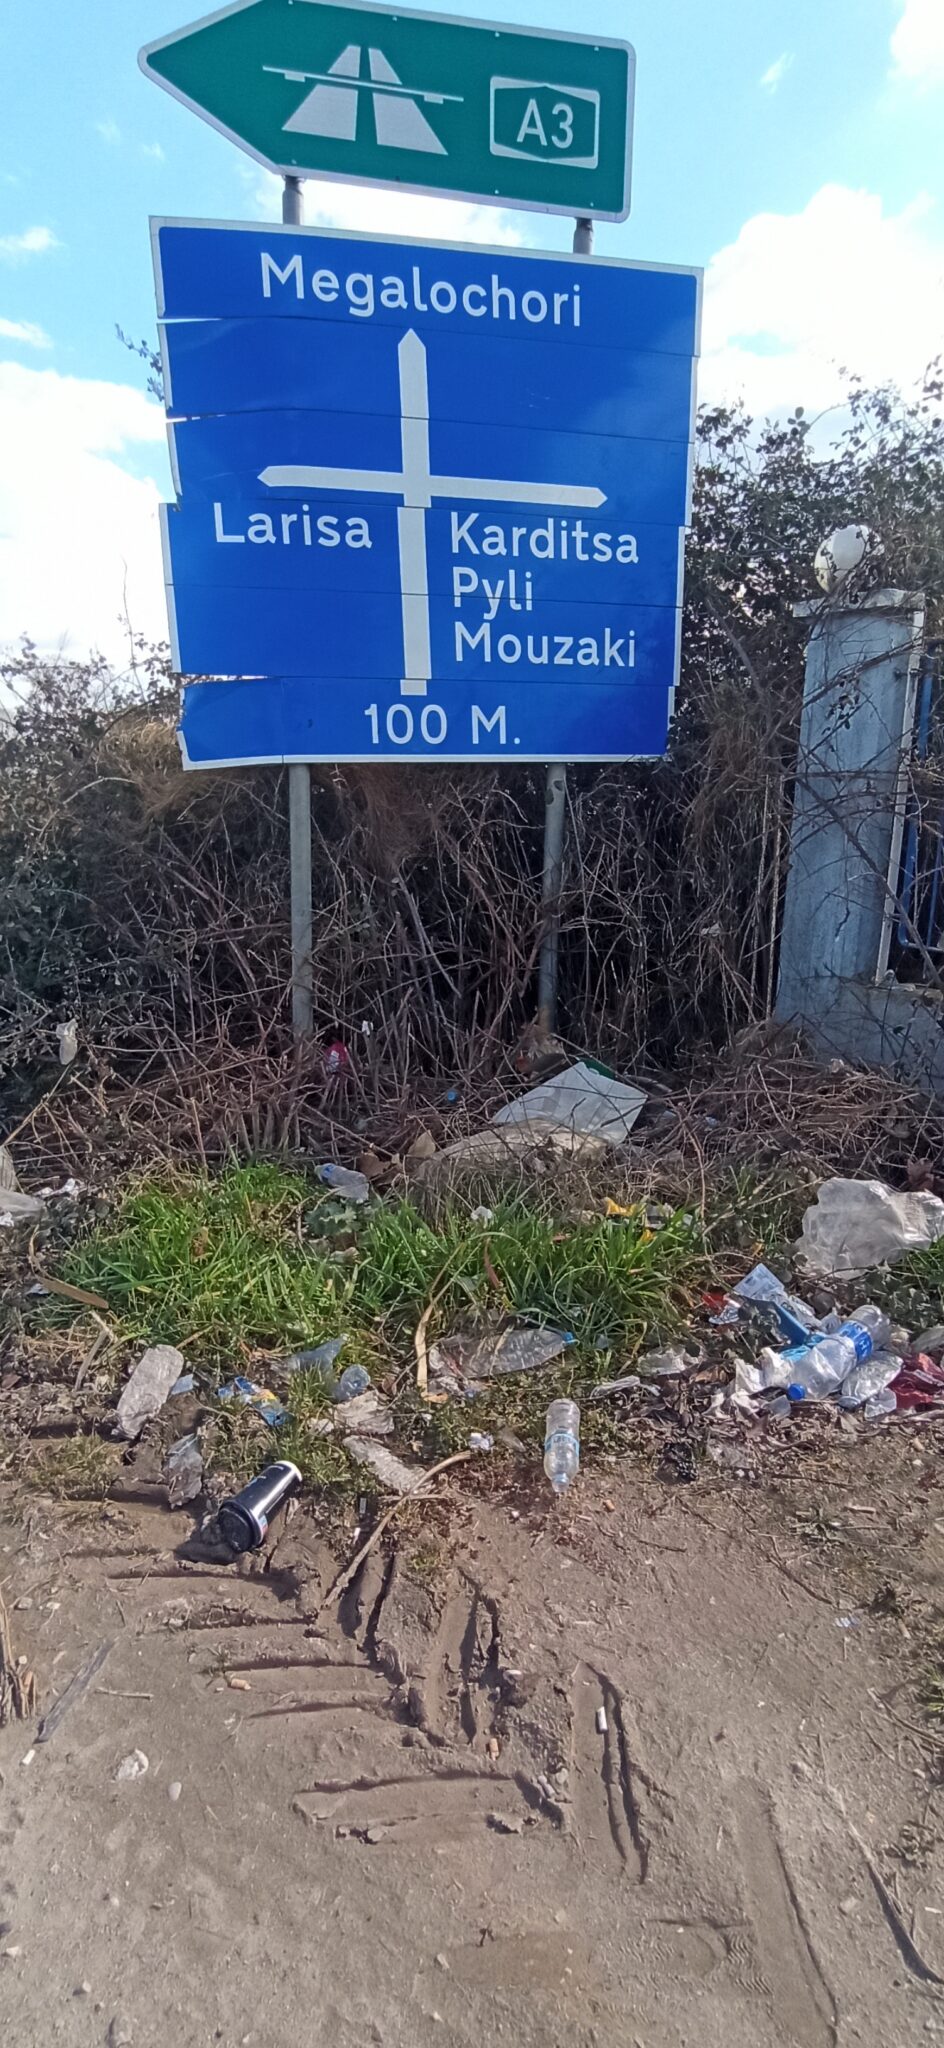 A3
Megalochori
Larisa
Karditsa
Pyli
Mouzaki
100 M.